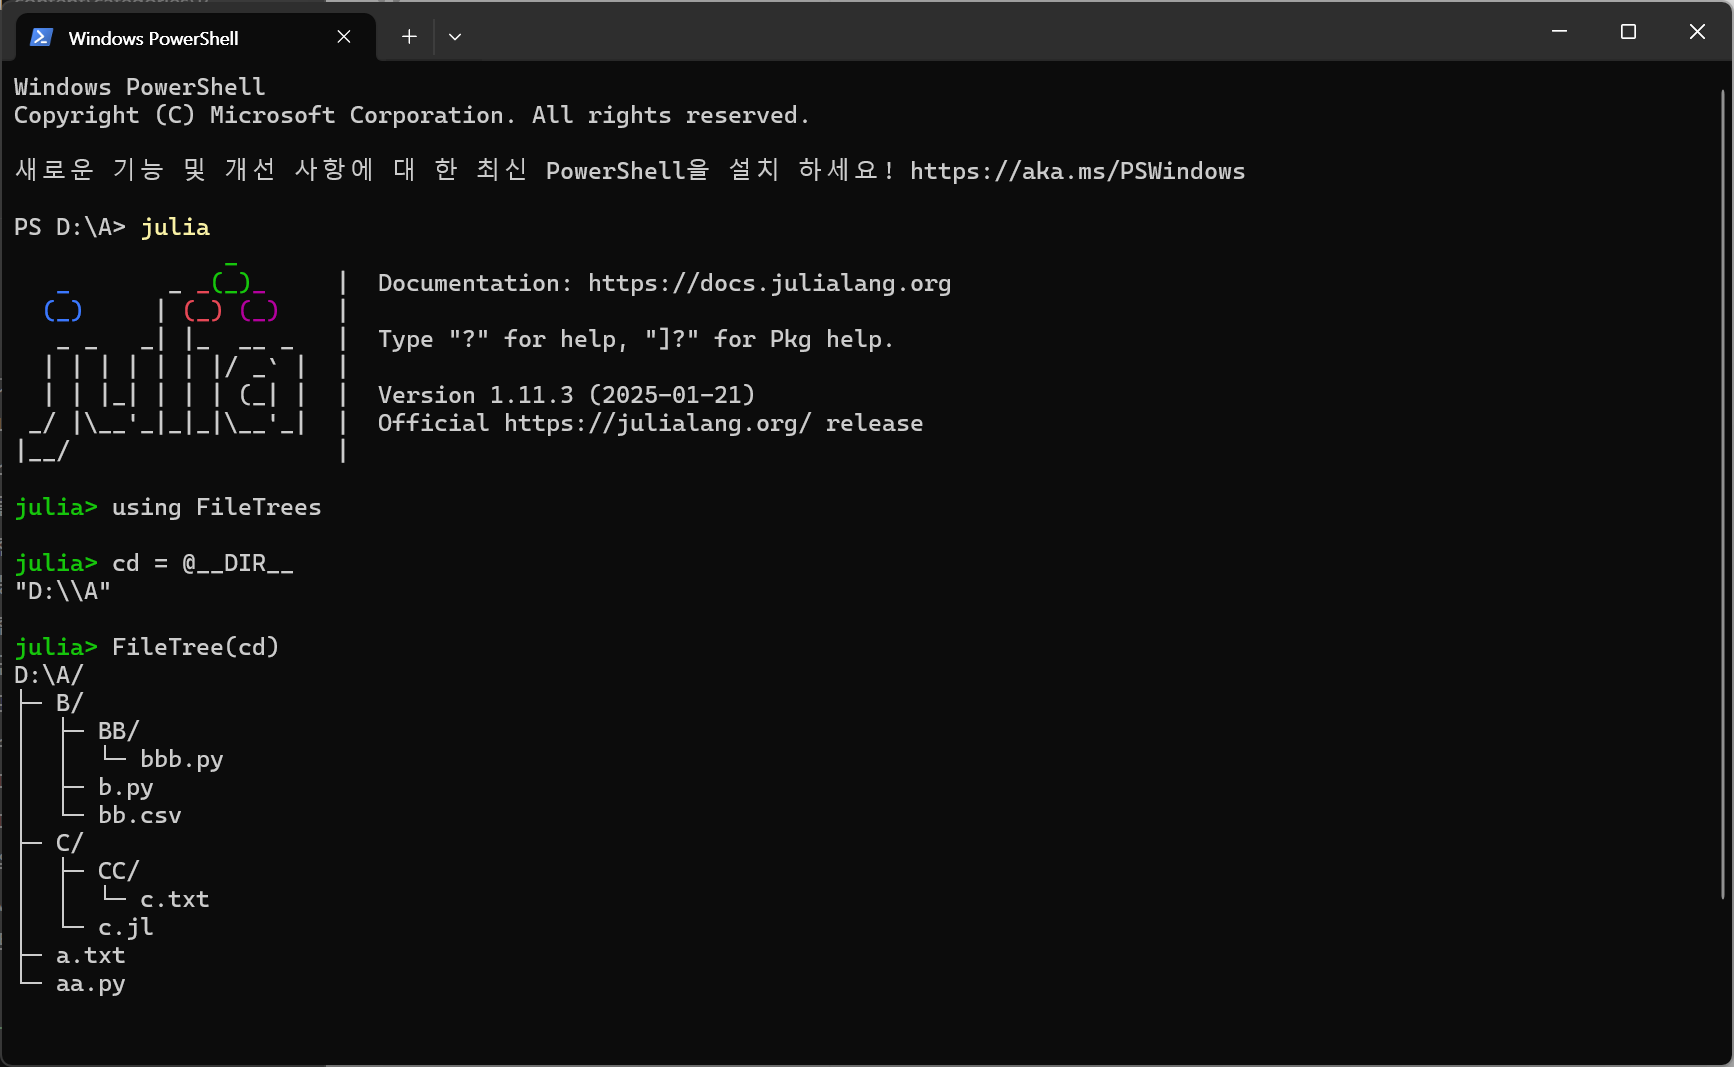 Windows PowerShell
Windows PowerShell
Copyright (C) Microsoft Corporation. All rights reserved.
새로운 기능 및 개선 사항에 대 한 최신 PowerShell을 설치 하세요! https://aka.ms/PSWindows
PS D:\A> julia
               _
   _       _ _(_)_     |  Documentation: https://docs.julialang.org
  (_)     | (_) (_)    |
   _ _   _| |_  __ _   |  Type "?" for help, "]?" for Pkg help.
  | | | | | | |/ _` |  |
  | | |_| | | | (_| |  |  Version 1.11.3 (2025-01-21)
 _/ |\__'_|_|_|\__'_|  |  Official https://julialang.org/ release
|__/                   |
julia> using FileTrees
julia> cd = @__DIR__
"D:\\A"
julia> FileTree(cd)
D:\A/
├─ B/
│  ├─ BB/
│  │  └─ bbb.py
│  ├─ b.py
│  └─ bb.csv
├─ C/
│  ├─ CC/
│  │  └─ c.txt
│  └─ c.jl
├─ a.txt
└─ aa.py